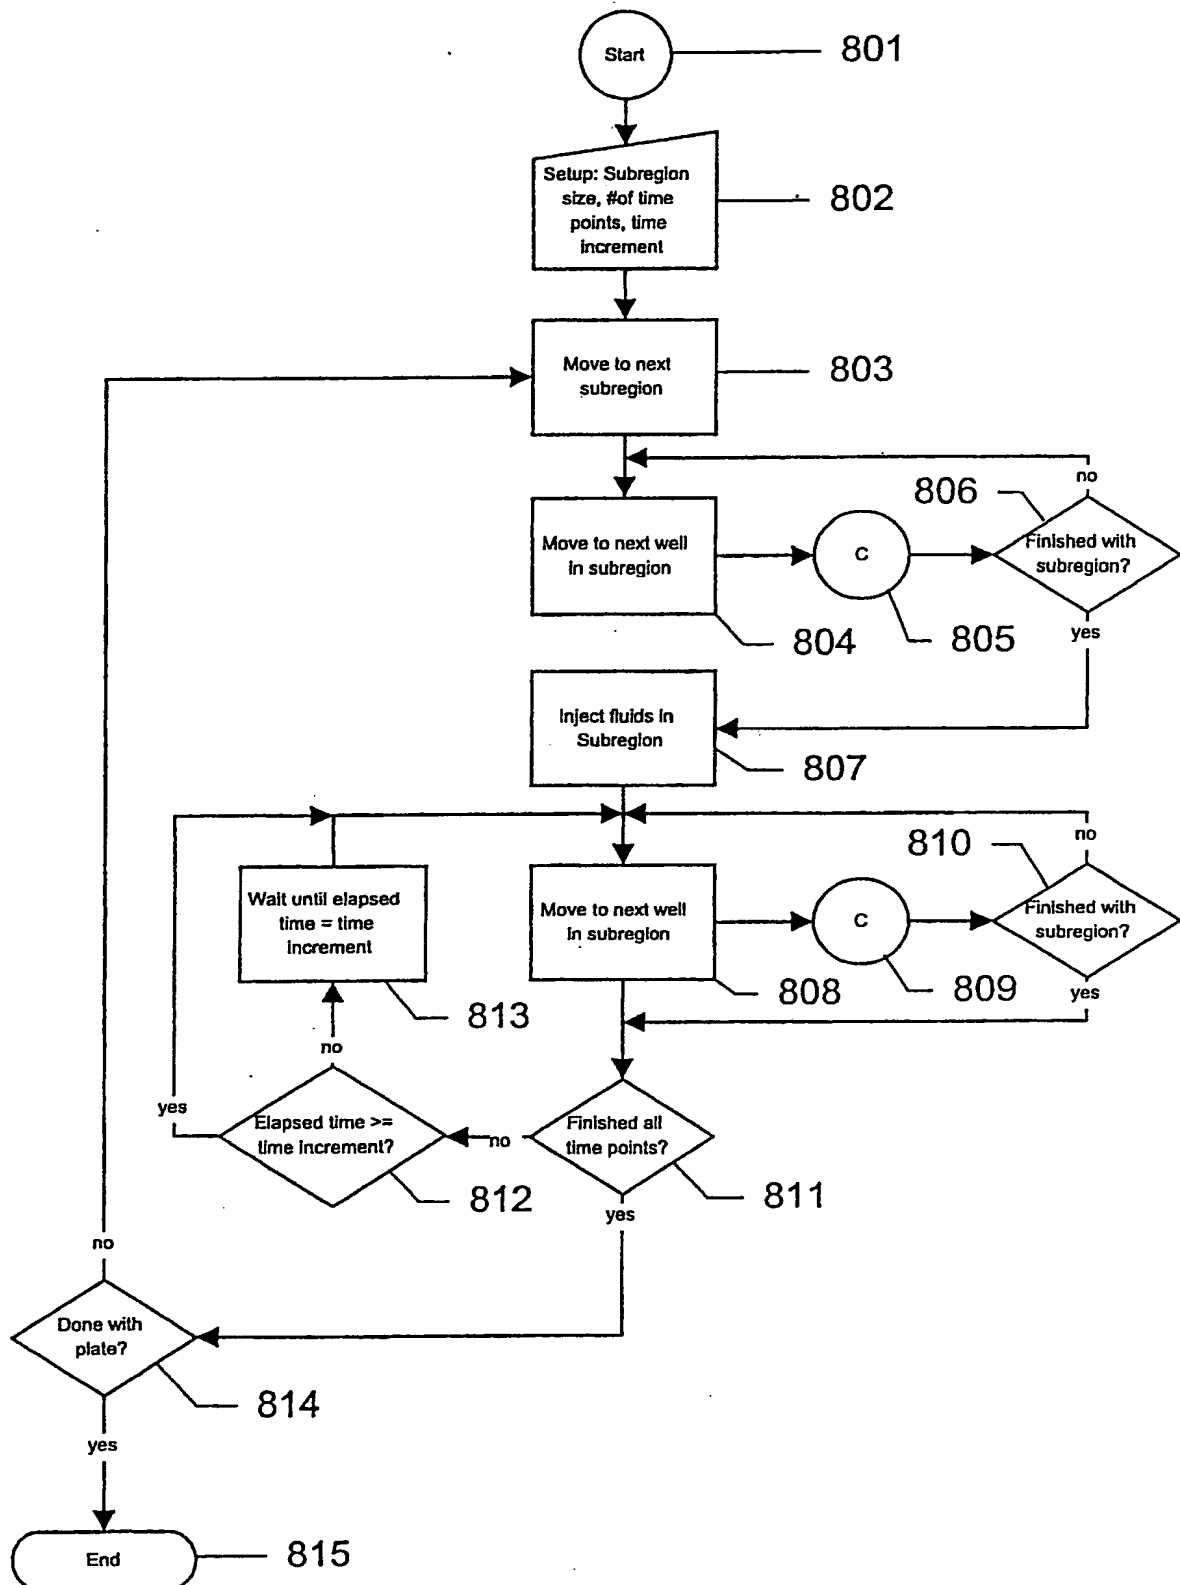 Start
801
Setup: Subregion
size, #of time
points, time
increment
802
Move to next
subregion
803
no
806
Finished with
subregion?
Move to next well
in subregion
C
804
805
yes
Inject fluids in
Subregion
807
no
810
Wait until elapsed
time = time
increment
Move to next well
in subregion
C
Finished with
subregion?
813
808
809
yes
no
yes
Elapsed time >=
time increment?
no
Finished all
time points?
812
811
yes
no
Done with
plate?
814
yes
End
815